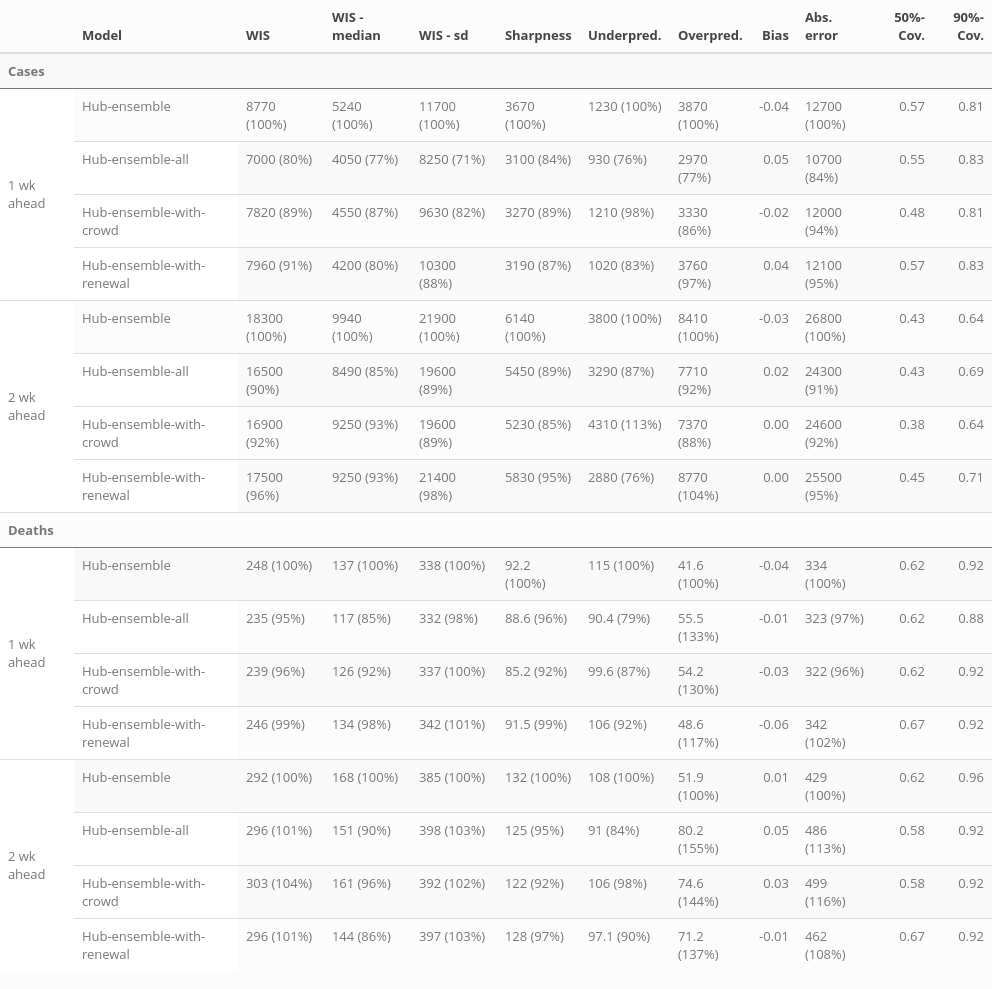 Model WIS WIS - median WIS - sd Sharpness Underpred. Overpred. Bias Abs. error 50%-Cov. 90%-Cov.
Cases
1 wk ahead
Hub-ensemble 8770 (100%) 5240 (100%) 11700 (100%) 3670 (100%) 1230 (100%) 3870 (100%) -0.04 12700 (100%) 0.57 0.81
Hub-ensemble-all 7000 (80%) 4050 (77%) 8250 (71%) 3100 (84%) 930 (76%) 2970 (77%) 0.05 10700 (84%) 0.55 0.83
Hub-ensemble-with-crowd 7820 (89%) 4550 (87%) 9630 (82%) 3270 (89%) 1210 (98%) 3330 (86%) -0.02 12000 (94%) 0.48 0.81
Hub-ensemble-with-renewal 7960 (91%) 4200 (80%) 10300 (88%) 3190 (87%) 1020 (83%) 3760 (97%) 0.04 12100 (95%) 0.57 0.83
2 wk ahead
Hub-ensemble 18300 (100%) 9940 (100%) 21900 (100%) 6140 (100%) 3800 (100%) 8410 (100%) -0.03 26800 (100%) 0.43 0.64
Hub-ensemble-all 16500 (90%) 8490 (85%) 19600 (89%) 5450 (89%) 3290 (87%) 7710 (92%) 0.02 24300 (91%) 0.43 0.69
Hub-ensemble-with-crowd 16900 (92%) 9250 (93%) 19600 (89%) 5230 (85%) 4310 (113%) 7370 (88%) 0.00 24600 (92%) 0.38 0.64
Hub-ensemble-with-renewal 17500 (96%) 9250 (93%) 21400 (98%) 5830 (95%) 2880 (76%) 8770 (104%) 0.00 25500 (95%) 0.45 0.71
Deaths
1 wk ahead
Hub-ensemble 248 (100%) 137 (100%) 338 (100%) 92.2 (100%) 115 (100%) 41.6 (100%) -0.04 334 (100%) 0.62 0.92
Hub-ensemble-all 235 (95%) 117 (85%) 332 (98%) 88.6 (96%) 90.4 (79%) 55.5 (133%) -0.01 323 (97%) 0.62 0.88
Hub-ensemble-with-crowd 239 (96%) 126 (92%) 337 (100%) 85.2 (92%) 99.6 (87%) 54.2 (130%) -0.03 322 (96%) 0.62 0.92
Hub-ensemble-with-renewal 246 (99%) 134 (98%) 342 (101%) 91.5 (99%) 106 (92%) 48.6 (117%) -0.06 342 (102%) 0.67 0.92
2 wk ahead
Hub-ensemble 292 (100%) 168 (100%) 385 (100%) 132 (100%) 108 (100%) 51.9 (100%) 0.01 429 (100%) 0.62 0.96
Hub-ensemble-all 296 (101%) 151 (90%) 398 (103%) 125 (95%) 91 (84%) 80.2 (155%) 0.05 486 (113%) 0.58 0.92
Hub-ensemble-with-crowd 303 (104%) 161 (96%) 392 (102%) 122 (92%) 106 (98%) 74.6 (144%) 0.03 499 (116%) 0.58 0.92
Hub-ensemble-with-renewal 296 (101%) 144 (86%) 397 (103%) 128 (97%) 97.1 (90%) 71.2 (137%) -0.01 462 (108%) 0.67 0.92